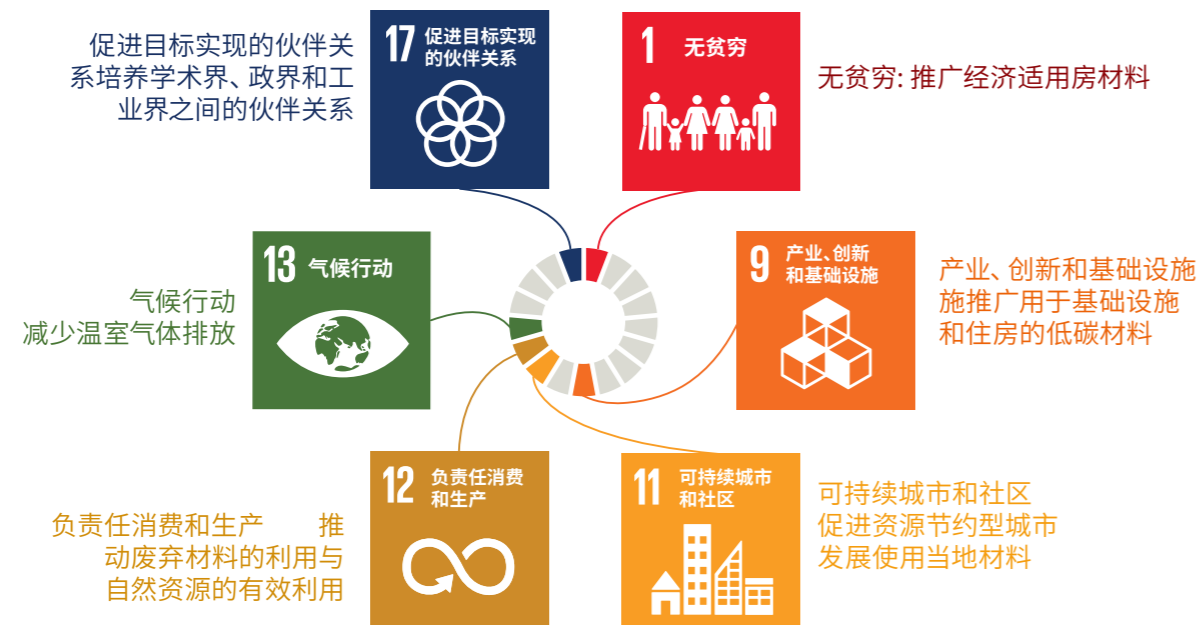 促进目标实现的伙伴关
系培养学术界、政界和工
业界之间的伙伴关系
17 促进目标实现
的伙伴关系
1 无贫穷
无贫穷: 推广经济适用房材料
气候行动
减少温室气体排放
13 气候行动
9 产业、创新
和基础设施
产业、创新和基础设施
施推广用于基础设施
和住房的低碳材料
负责任消费和生产 推
动废弃材料的利用与
自然资源的有效利用
12 负责任消费
和生产
11 可持续城市
和社区
可持续城市和社区
促进资源节约型城市
发展使用当地材料